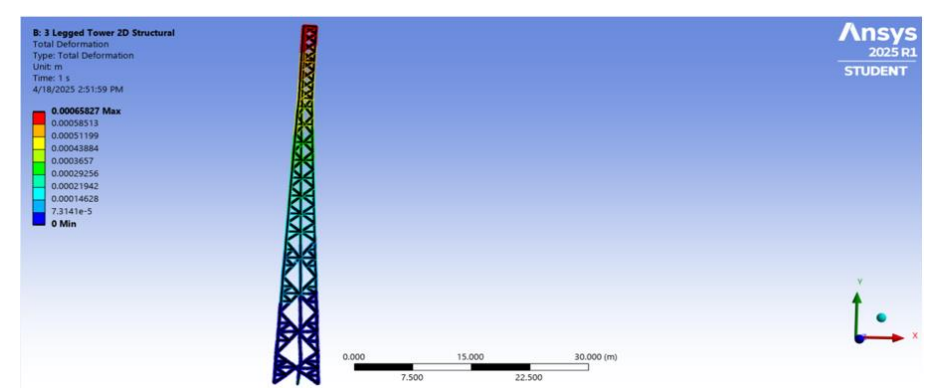 B: 3 Legged Tower 2D Structural
Total Deformation
Type: Total Deformation
Unit: m
Time: 1 s
4/18/2025 2:51:59 PM
0.00065827 Max
0.00058513
0.00051199
0.00043884
0.0003657
0.00029256
0.00021942
0.00014628
7.3141e-5
0 Min
Ansys
2025 R1
STUDENT
0.000 15.000 30.000 (m)
7.500 22.500
Y
X